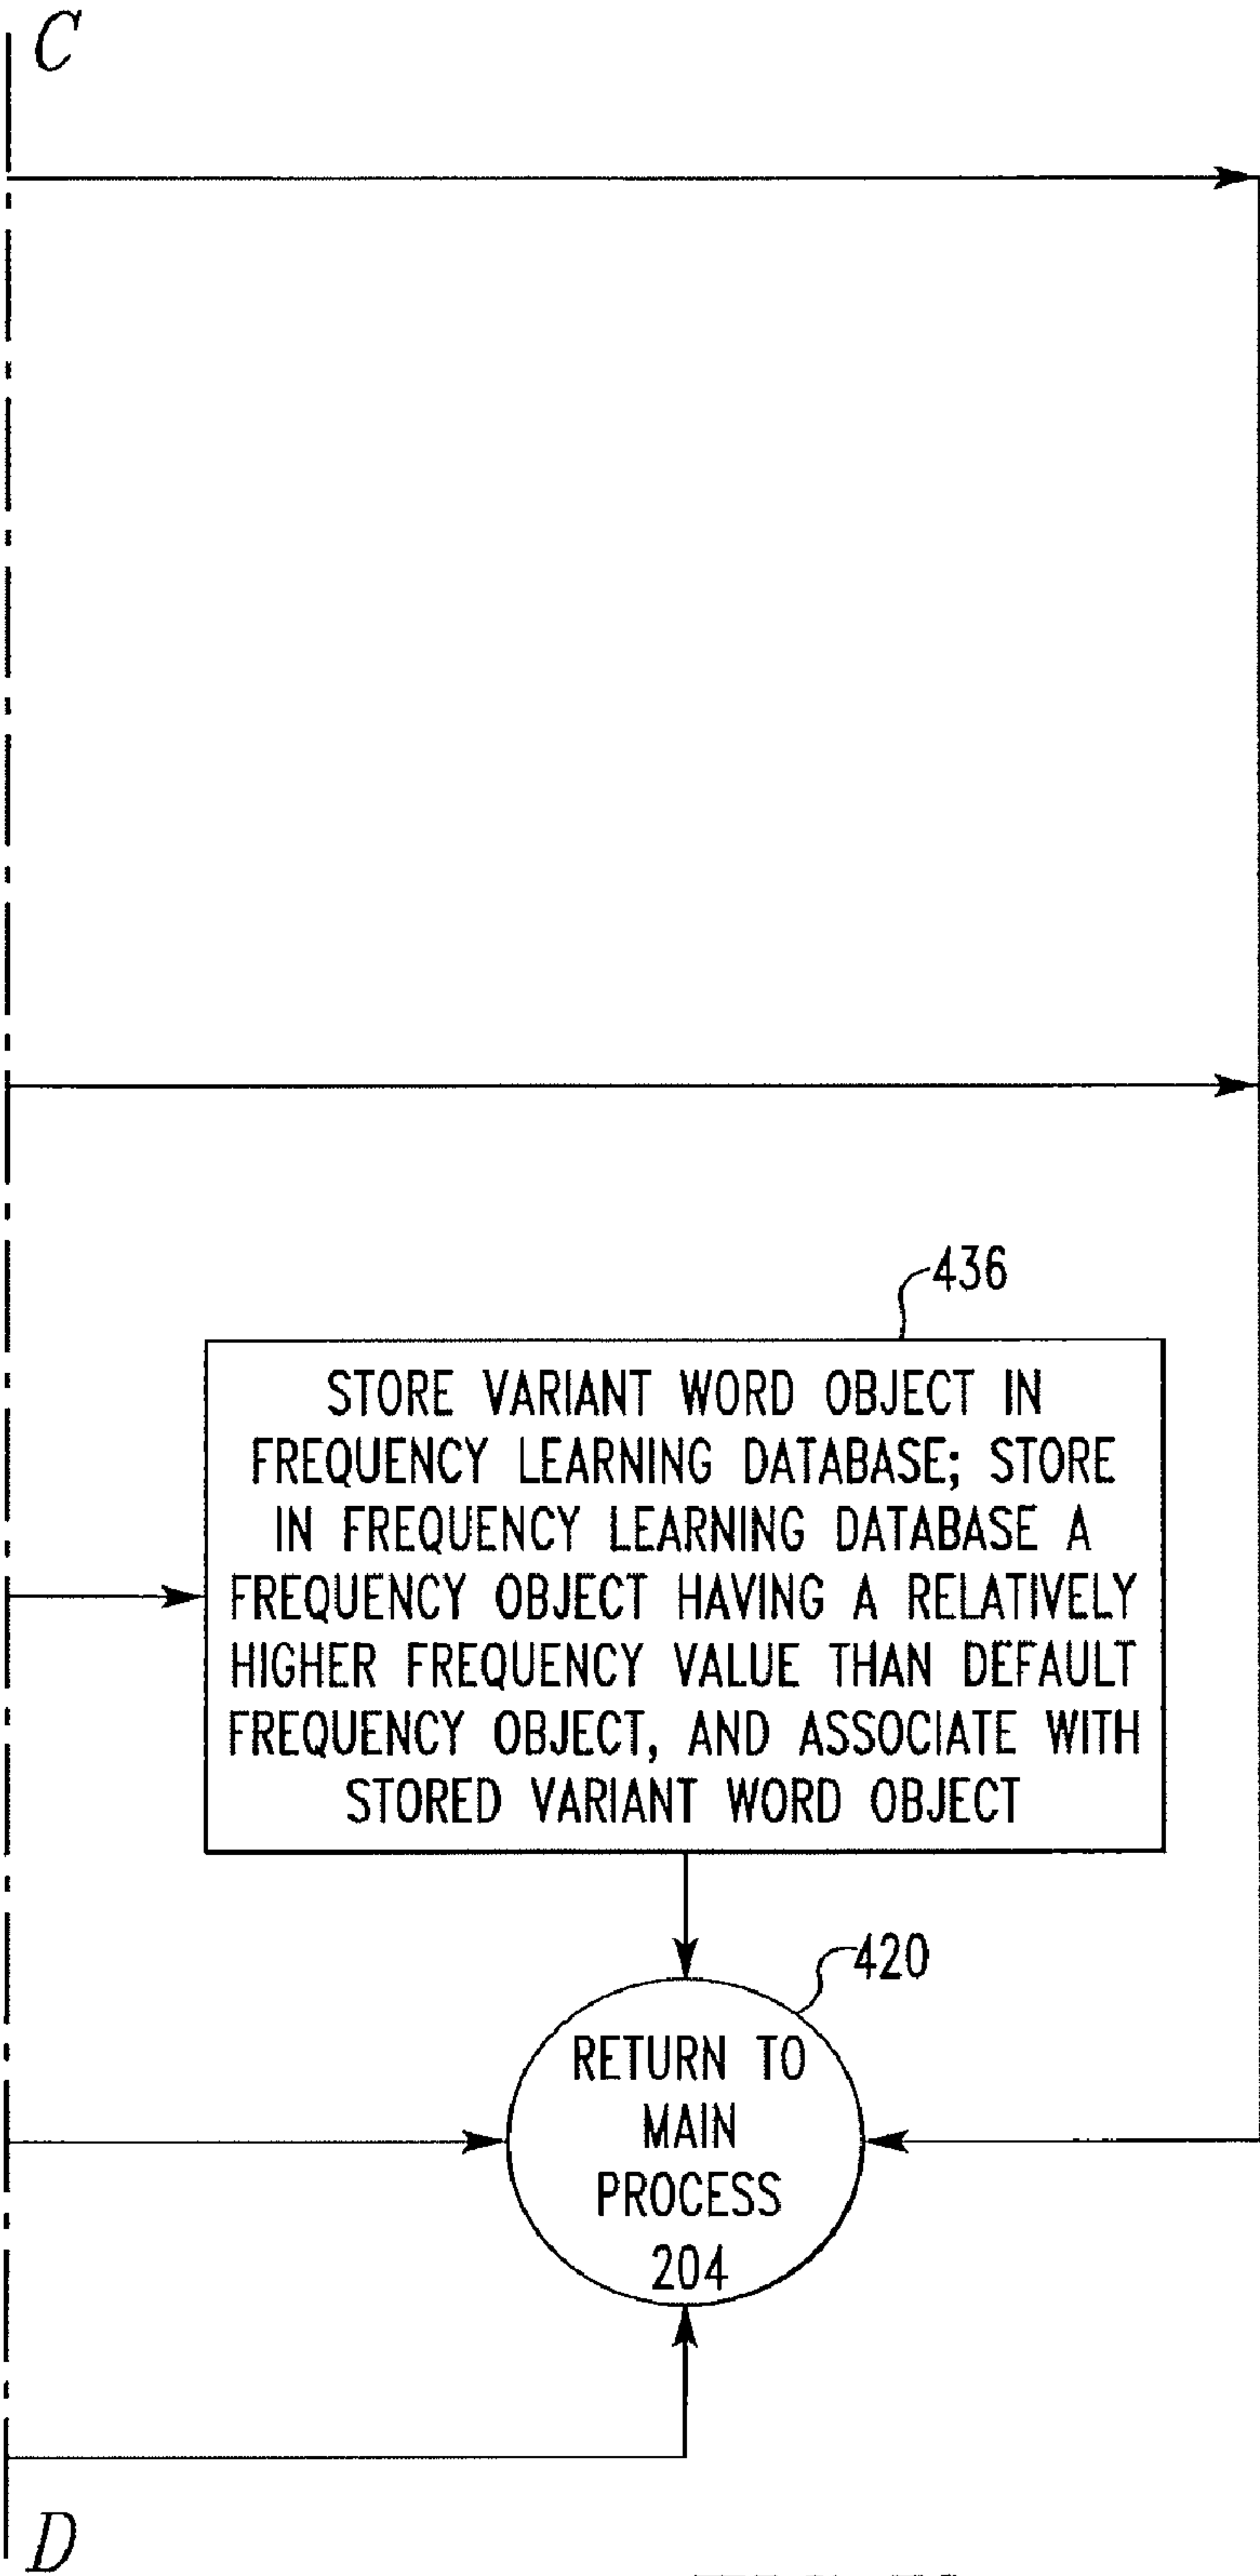 C
436
STORE VARIANT WORD OBJECT IN
FREQUENCY LEARNING DATABASE; STORE
IN FREQUENCY LEARNING DATABASE A
FREQUENCY OBJECT HAVING A RELATIVELY
HIGHER FREQUENCY VALUE THAN DEFAULT
FREQUENCY OBJECT, AND ASSOCIATE WITH
STORED VARIANT WORD OBJECT
420
RETURN TO
MAIN
PROCESS
204
D